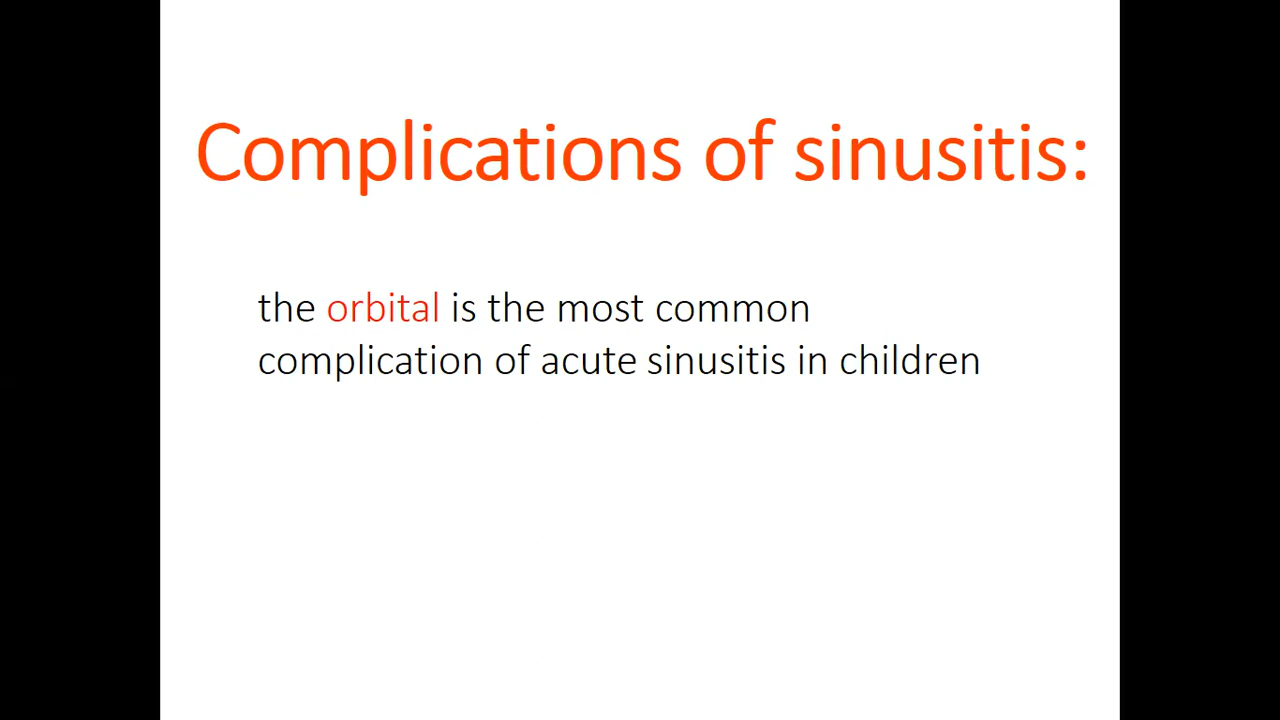 Complications of sinusitis:
the orbital is the most common
complication of acute sinusitis in children